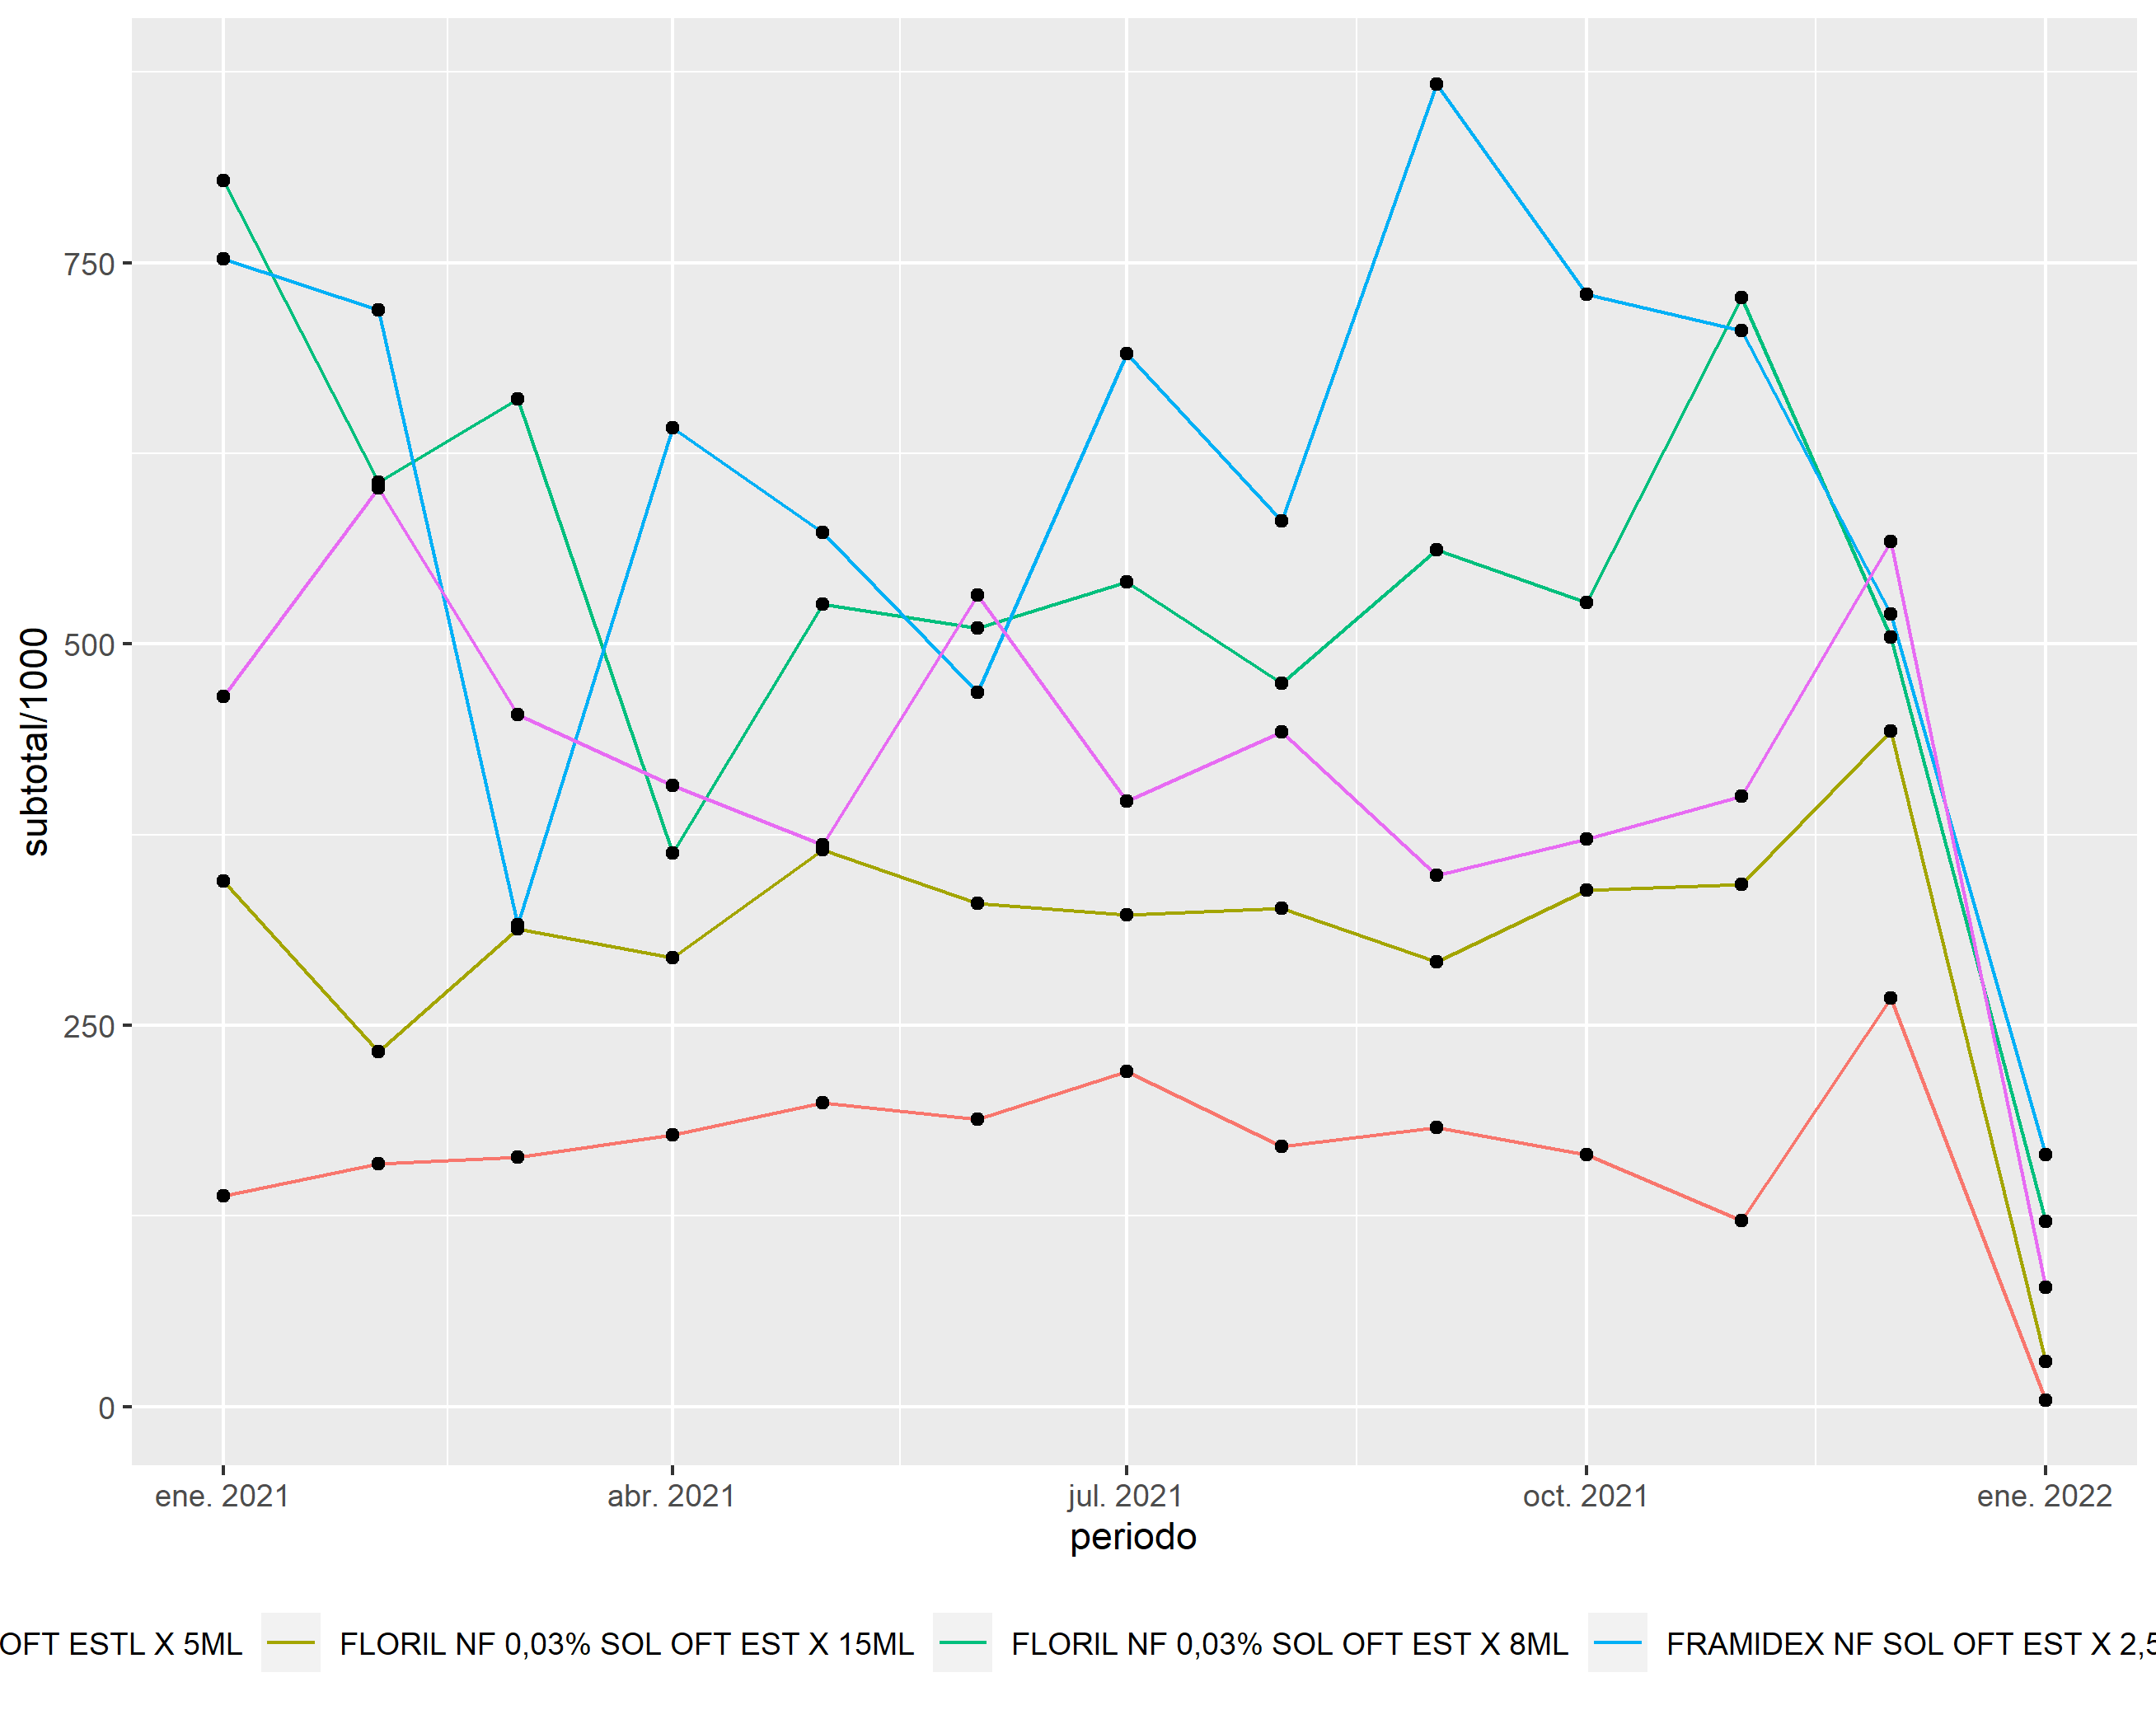 750
500
250
0
subtotal/1000
ene. 2021
abr. 2021
jul. 2021
oct. 2021
ene. 2022
periodo
OFT ESTL X 5ML
FLORIL NF 0,03% SOL OFT EST X 15ML
FLORIL NF 0,03% SOL OFT EST X 8ML
FRAMIDEX NF SOL OFT EST X 2,5